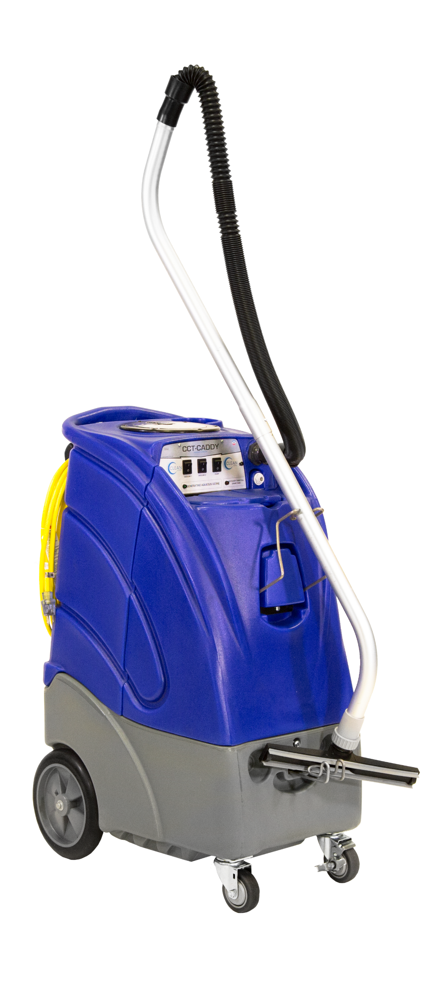 CCT-CADDY
CLEAN
CLEAN
VACUUM 1
VACUUM 2
PUMP
GENERATING AQUEOUS OZONE
RECOVERY TANK FULL
DRAIN TANK